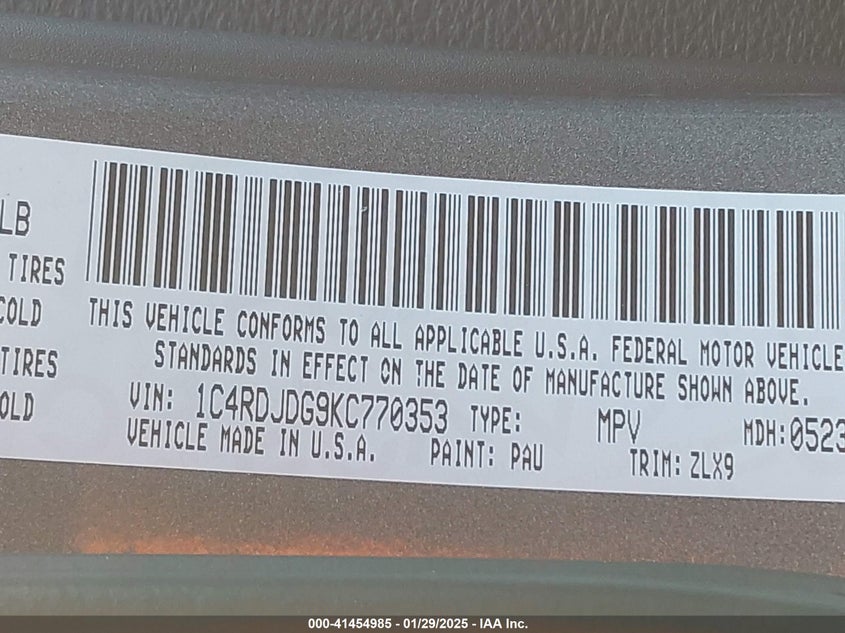 LB
TIRES
COLD
THIS VEHICLE CONFORMS TO ALL APPLICABLE U.S.A. FEDERAL MOTOR VEHICLE
TIRES
STANDARDS IN EFFECT ON THE DATE OF MANUFACTURE SHOWN ABOVE.
OLD
VIN: 1C4RDJDG9KC770353 TYPE: MPV MDH:0523
VEHICLE MADE IN U.S.A. PAINT: PAU TRIM: ZLX9
000-41454985 - 01/29/2025 - IAA Inc.